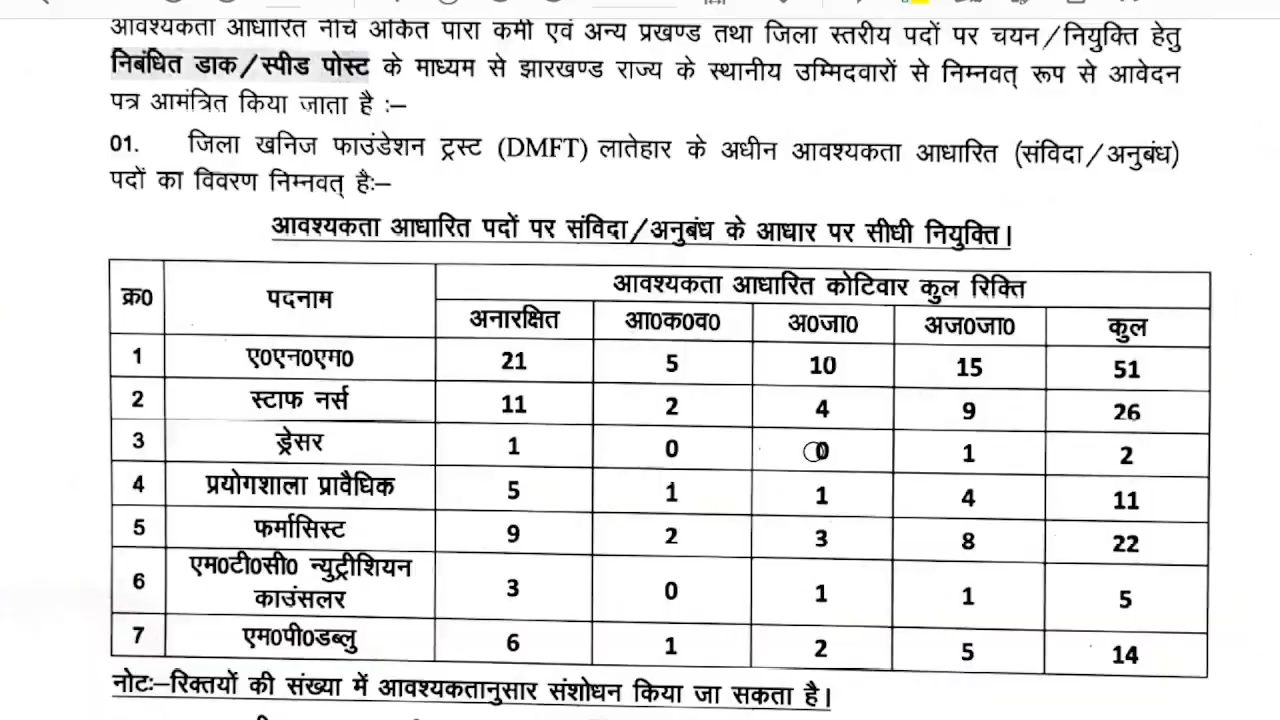 आवश्यकता आधारित नीचे अंकित पारा कर्मी एवं अन्य प्रखण्ड तथा जिला स्तरीय पदों पर चयन/नियुक्ति हेतु
निबंधित डाक/स्पीड पोस्ट के माध्यम से झारखण्ड राज्य के स्थानीय उम्मिदवारों से निम्नवत् रूप से आवेदन
पत्र आमंत्रित किया जाता है :–
01. जिला खनिज फाउंडेशन ट्रस्ट (DMFT) लातेहार के अधीन आवश्यकता आधारित (संविदा/अनुबंध)
पदों का विवरण निम्नवत् हैः–
आवश्यकता आधारित पदों पर संविदा/अनुबंध के आधार पर सीधी नियुक्ति।
क्र0 पदनाम आवश्यकता आधारित कोटिवार कुल रिक्ति
अनारक्षित आ0क0व0 अ0जा0 अज0जा0 कुल
1 ए0एन0एम0 21 5 10 15 51
2 स्टाफ नर्स 11 2 4 9 26
3 ड्रेसर 1 0 0 1 2
4 प्रयोगशाला प्रावैधिक 5 1 1 4 11
5 फर्मासिस्ट 9 2 3 8 22
6 एम0टी0सी0 न्युट्रीशियन काउंसलर 3 0 1 1 5
7 एम0पी0डब्लु 6 1 2 5 14
नोटः–रिक्तयों की संख्या में आवश्यकतानुसार संशोधन किया जा सकता है।